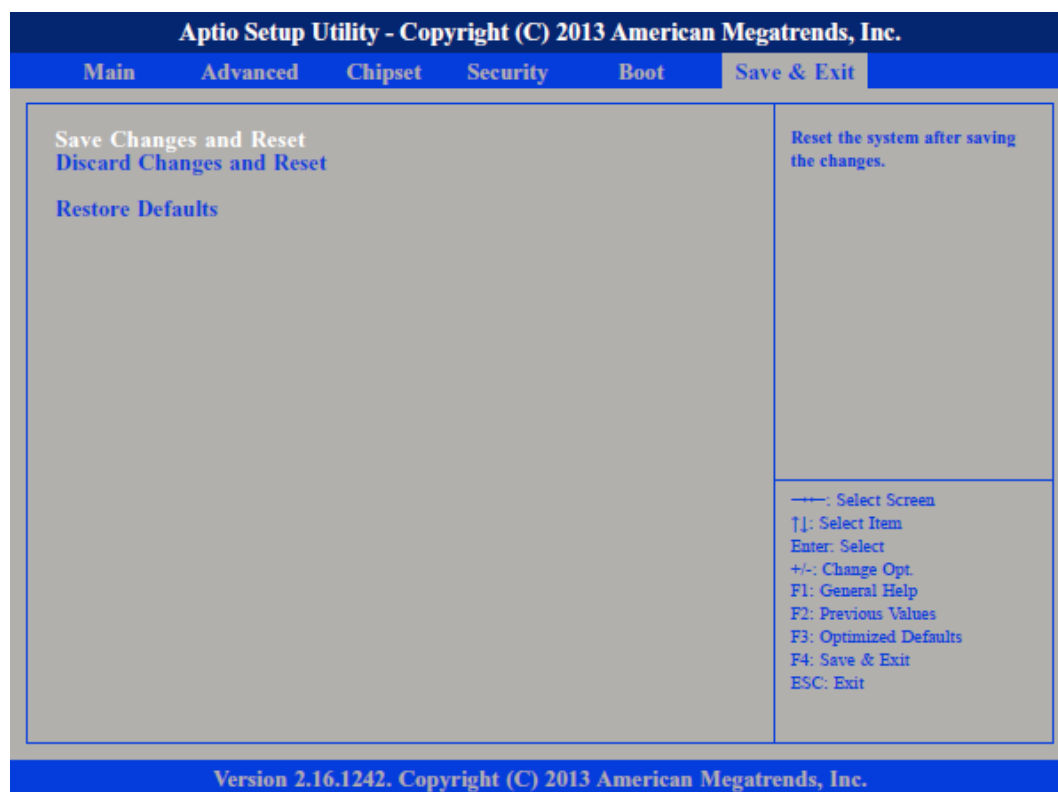 Aptio Setup Utility - Copyright (C) 2013 American Megatrends, Inc.
Main Advanced Chipset Security Boot Save & Exit
Save Changes and Reset
Discard Changes and Reset
Restore Defaults
Reset the system after saving
the changes.
→←: Select Screen
↑↓: Select Item
Enter: Select
+/-: Change Opt.
F1: General Help
F2: Previous Values
F3: Optimized Defaults
F4: Save & Exit
ESC: Exit
Version 2.16.1242. Copyright (C) 2013 American Megatrends, Inc.